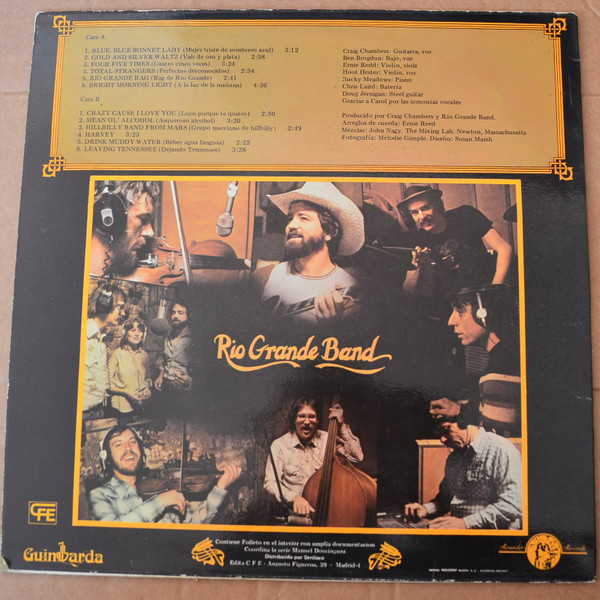 Cara A
1. BLUE, BLUE BONNET LADY (Mujer triste de sombrero azul) 3:12
2. GOLD AND SILVER WALTZ (Vals de oro y plata) 2:58
3. FOUR FIVE TIMES (Cuatro cinco veces) 3:24
4. TOTAL STRANGERS (Perfectos desconocidos) 2:34
5. RIO GRANDE RAG (Rag de Río Grande) 2:41
6. BRIGHT MORNING LIGHT (A la luz de la mañana) 4:36
Cara B
1. CRAZY CAUSE I LOVE YOU (Loco porque te quiero) 2:36
2. MEAN OL' ALCOHOL (Asqueroso alcohol) 3:20
3. HILLBILLY BAND FROM MARS (Grupo marciano de hillbilly) 2:49
4. HARVEY 3:23
5. DRINK MUDDY WATER (Beber agua fangosa) 2:22
6. LEAVING TENNESSEE (Dejando Tennessee) 3:28
Craig Chambers: Guitarra, voz
Ben Brogdon: Bajo, voz
Ernie Redd: Violín, viola
Hoot Hester: Violín, voz
Sucky Meadows: Piano
Chris Laird: Batería
Doug Jernigan: Steel guitar
Gracias a Carol por las armonías vocales
Producido por Craig Chambers y Río Grande Band.
Arreglos de cuerda: Ernie Reed
Mezclas: John Nagy, The Mixing Lab. Newton, Massachusetta
Fotografía: Melodie Gimple. Diseño: Susan Marsh
Rio Grande Band
CFE
Guimbarda
Contiene Folleto en el interior con amplia documentacion
Coordina la serie Manuel Domínguez
Distribuido por Serdisco
Edita C F E - Augusto Figueroa, 39 - Madrid-4
Records